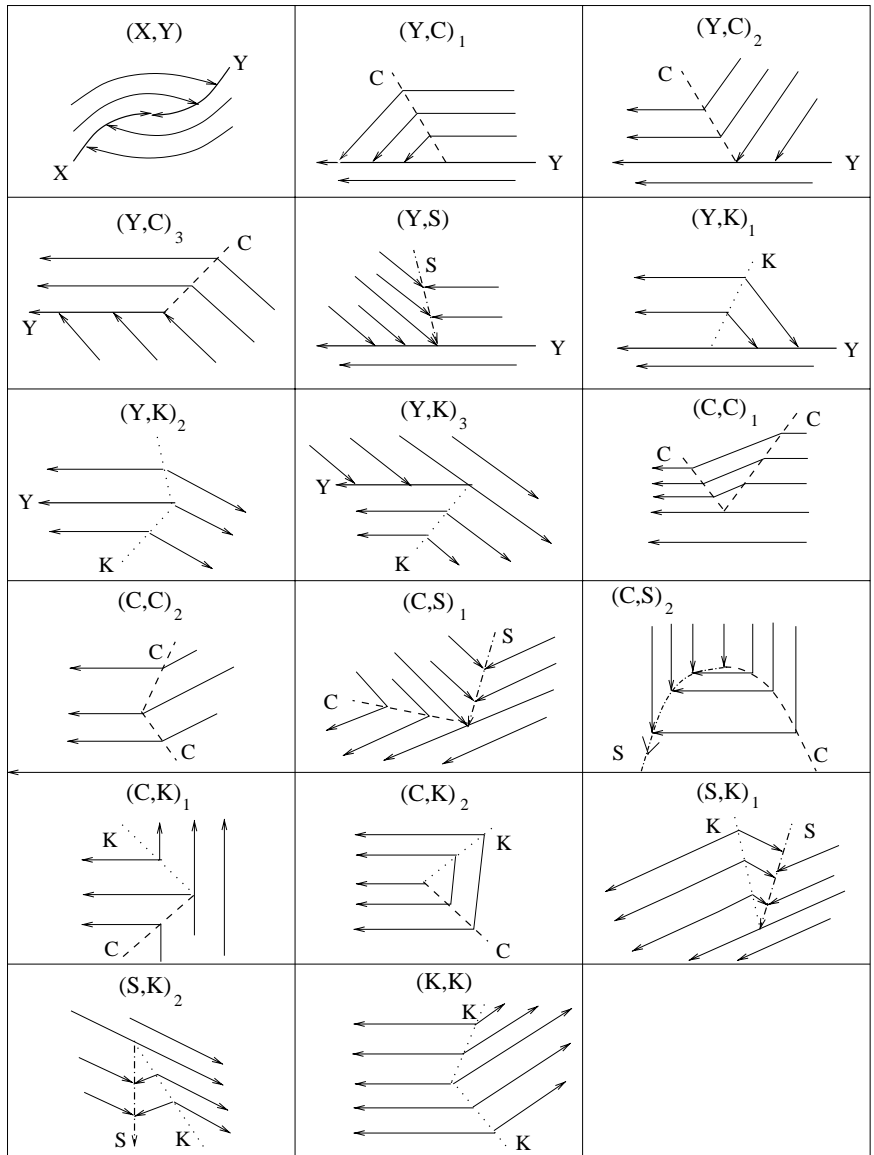 (X,Y)
Y
X
(Y,C)₁
C
Y
(Y,C)₂
C
Y
(Y,C)₃
C
Y
(Y,S)
S
Y
(Y,K)₁
K
Y
(Y,K)₂
Y
K
(Y,K)₃
Y
K
(C,C)₁
C
C
(C,C)₂
C
C
(C,S)₁
S
C
(C,S)₂
S
C
(C,K)₁
K
C
(C,K)₂
K
C
(S,K)₁
K
S
(S,K)₂
S
K
(K,K)
K
K